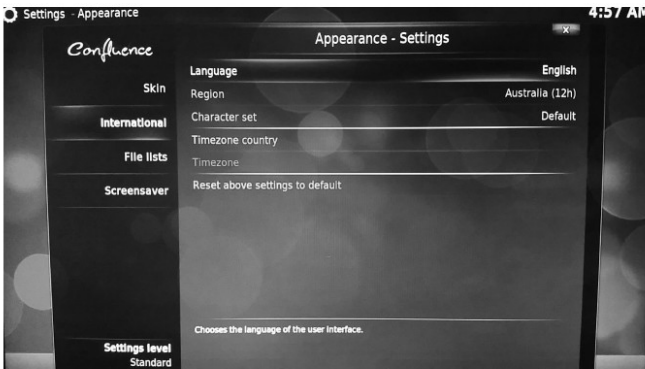 Settings - Appearance
4:57 AM
Confluence
Appearance - Settings
X
Skin
International
File lists
Screensaver
Language English
Region Australia (12h)
Character set Default
Timezone country
Timezone
Reset above settings to default
Chooses the language of the user interface.
Settings level
Standard